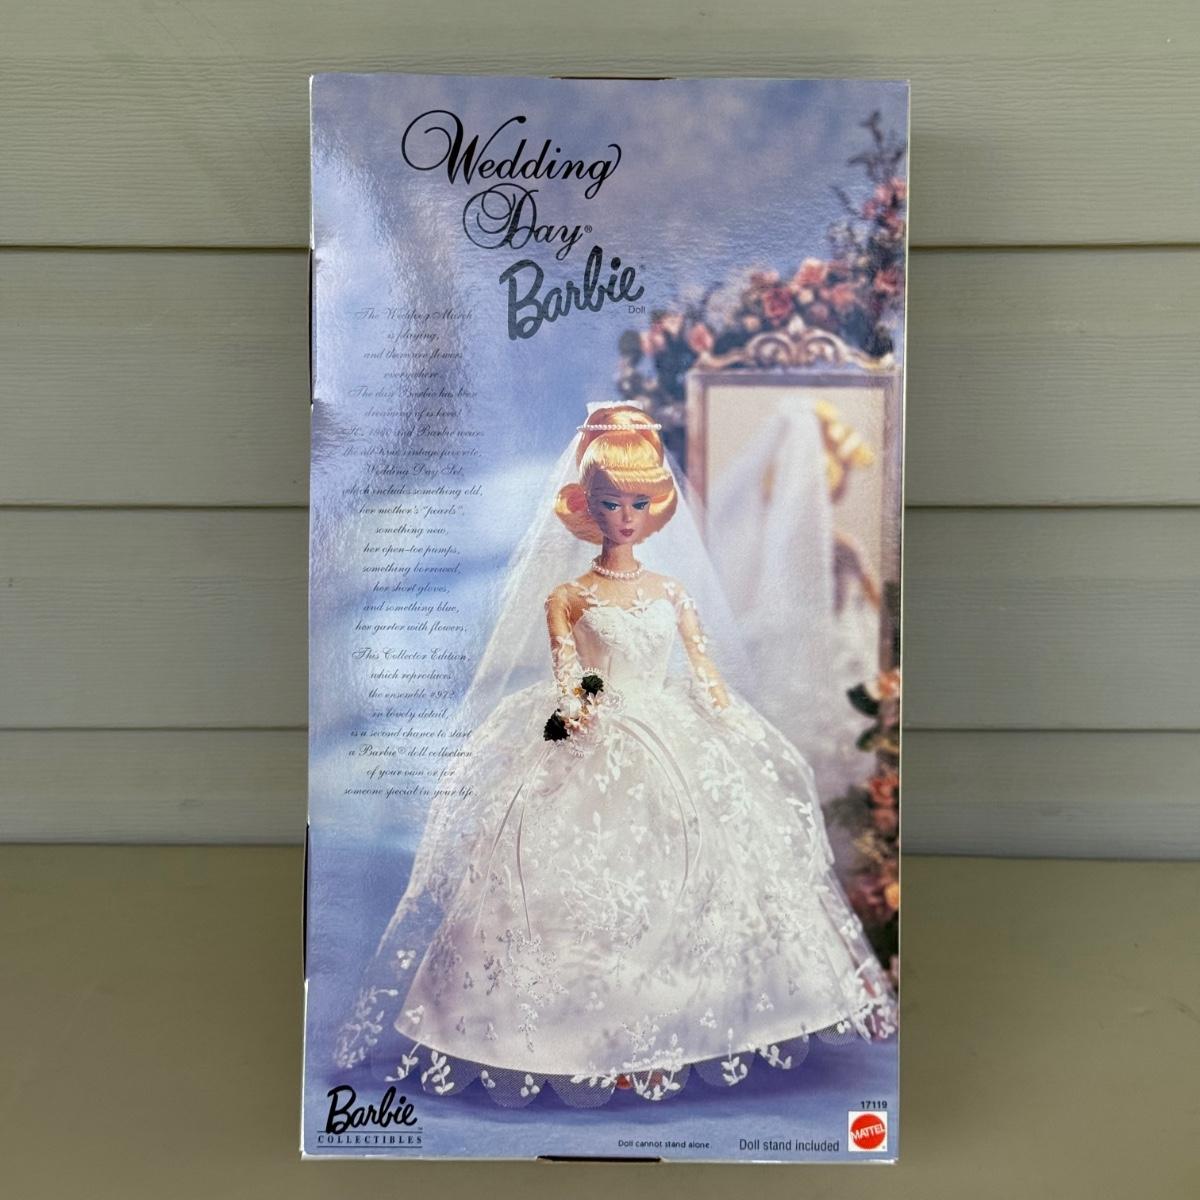 Wedding
Day®
Barbie®
Doll
The Wedding March
is playing,
and there are flowers
everywhere.
The day Barbie has been
dreaming of is here!
It's 1960 and Barbie wears
the all-time vintage favorite,
Wedding Day Set,
which includes something old,
her mother's "pearls",
something new,
her open-toe pumps,
something borrowed,
her short gloves,
and something blue,
her garter with flowers.
This Collector Edition,
which reproduces
the ensemble #972
in lovely detail,
is a second chance to start
a Barbie® doll collection
of your own or for
someone special in your life.
Barbie™
COLLECTIBLES
Doll cannot stand alone.
Doll stand included
17119
MATTEL